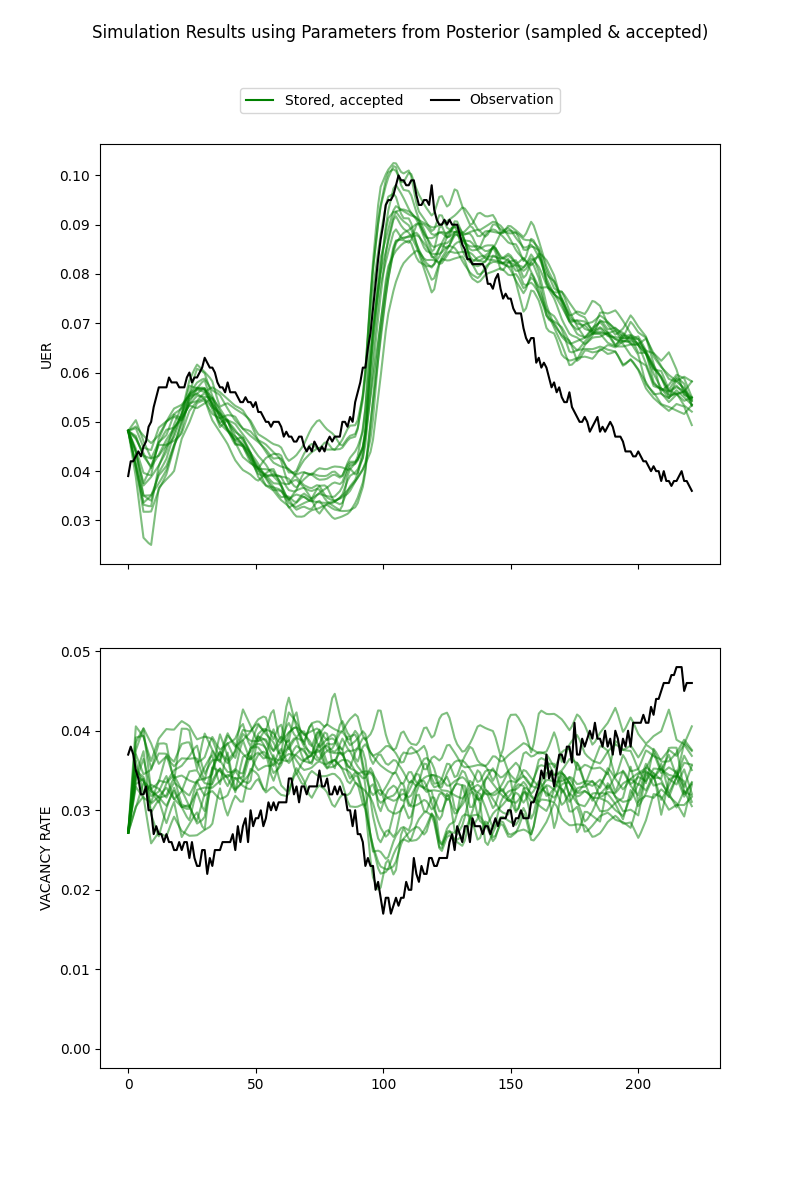 Simulation Results using Parameters from Posterior (sampled & accepted)
Stored, accepted Observation
0.10
0.09
0.08
0.07
0.06
0.05
0.04
0.03
UER
0.05
0.04
0.03
0.02
0.01
0.00
VACANCY RATE
0 50 100 150 200